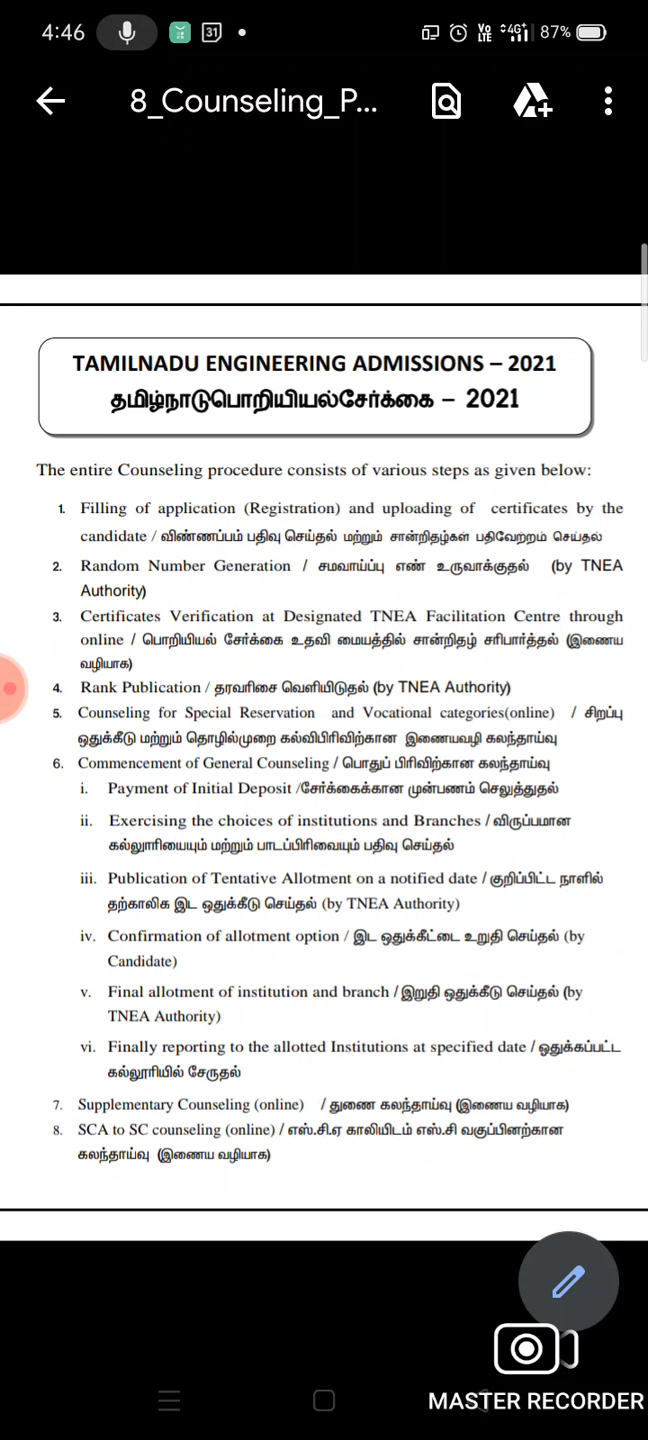 4:46
31
Vo LTE 4G+ 87%
8_Counseling_P...
TAMILNADU ENGINEERING ADMISSIONS – 2021
தமிழ்நாடுபொறியியல்சேர்க்கை – 2021
The entire Counseling procedure consists of various steps as given below:
1. Filling of application (Registration) and uploading of certificates by the
candidate / விண்ணப்பம் பதிவு செய்தல் மற்றும் சான்றிதழ்கள் பதிவேற்றம் செய்தல்
2. Random Number Generation / சமவாய்ப்பு எண் உருவாக்குதல் (by TNEA
Authority)
3. Certificates Verification at Designated TNEA Facilitation Centre through
online / பொறியியல் சேர்க்கை உதவி மையத்தில் சான்றிதழ் சரிபார்த்தல் (இணைய
வழியாக)
4. Rank Publication / தரவரிசை வெளியிடுதல் (by TNEA Authority)
5. Counseling for Special Reservation and Vocational categories(online) / சிறப்பு
ஒதுக்கீடு மற்றும் தொழில்முறை கல்விபிரிவிற்கான இணையவழி கலந்தாய்வு
6. Commencement of General Counseling / பொதுப் பிரிவிற்கான கலந்தாய்வு
i. Payment of Initial Deposit /சேர்க்கைக்கான முன்பணம் செலுத்துதல்
ii. Exercising the choices of institutions and Branches / விருப்பமான
கல்லூாரியையும் மற்றும் பாடப்பிரிவையும் பதிவு செய்தல்
iii. Publication of Tentative Allotment on a notified date / குறிப்பிட்ட நாளில்
தற்காலிக இட ஒதுக்கீடு செய்தல் (by TNEA Authority)
iv. Confirmation of allotment option / இட ஒதுக்கீட்டை உறுதி செய்தல் (by
Candidate)
v. Final allotment of institution and branch / இறுதி ஒதுக்கீடு செய்தல் (by
TNEA Authority)
vi. Finally reporting to the allotted Institutions at specified date / ஒதுக்கப்பட்ட
கல்லூரியில் சேருதல்
7. Supplementary Counseling (online) / துணை கலந்தாய்வு (இணைய வழியாக)
8. SCA to SC counseling (online) / எஸ்.சி.ஏ காலியிடம் எஸ்.சி வகுப்பினற்கான
கலந்தாய்வு (இணைய வழியாக)
MASTER RECORDER